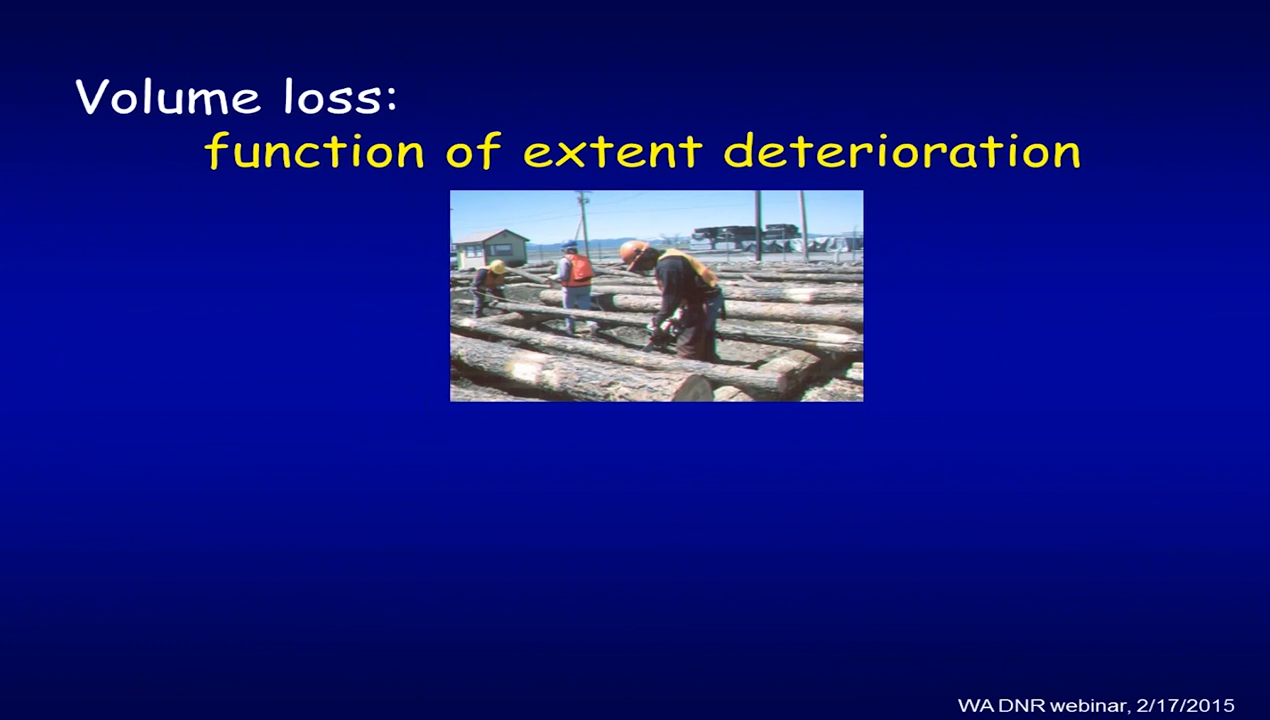 Volume loss:
function of extent deterioration
WA DNR webinar, 2/17/2015